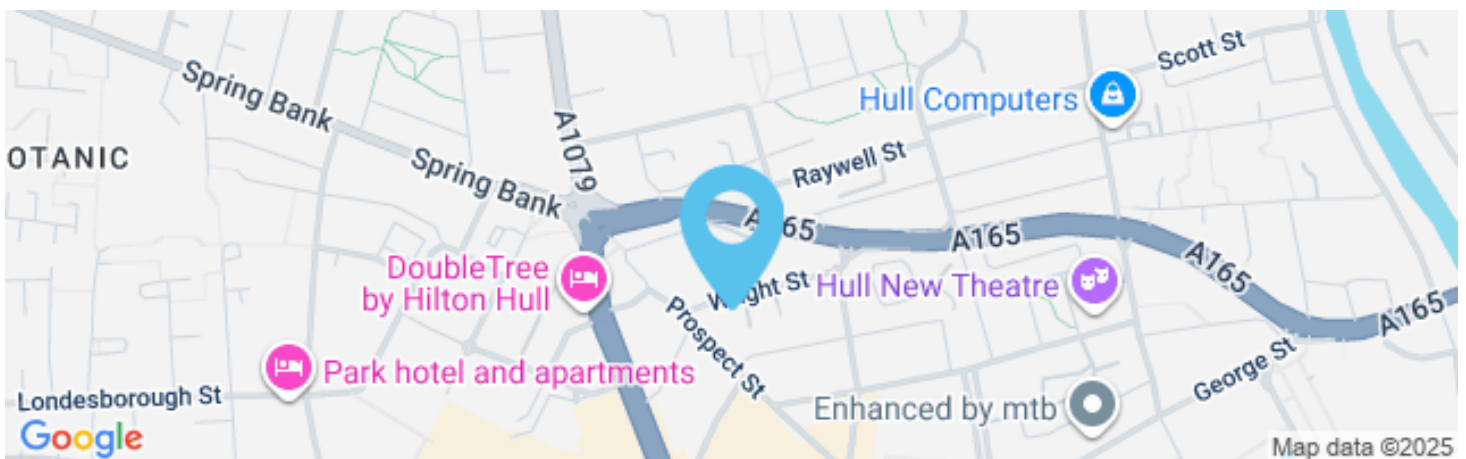 Scott St
Spring Bank
Hull Computers
A1079
OTANIC
Raywell St
Spring Bank
A165
A165
A165
DoubleTree
by Hilton Hull
Wright St
Hull New Theatre
A165
Prospect St
Park hotel and apartments
George St
Londesborough St
Enhanced by mtb
Google
Map data ©2025